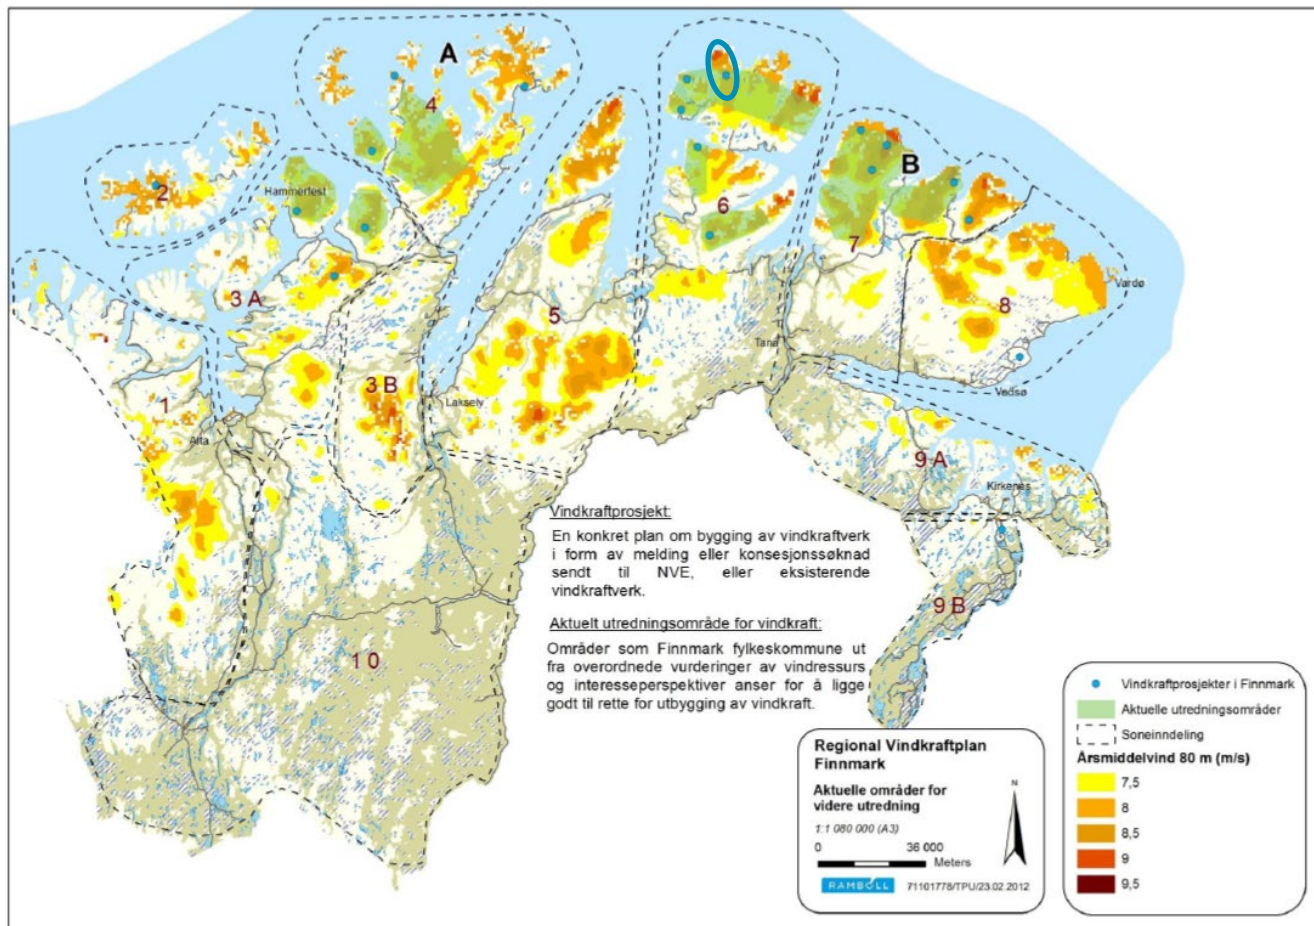 A
4
2
Hammerfest
B
6
7
3 A
5
8
Vardø
Tana
3 B
Vadsø
1
Lakselv
Alta
9 A
Kirkenes
Vindkraftprosjekt:
En konkret plan om bygging av vindkraftverk
i form av melding eller konsesjonssøknad
sendt til NVE, eller eksisterende
vindkraftverk.
9 B
Aktuelt utredningsområde for vindkraft:
Områder som Finnmark fylkeskommune ut
fra overordnede vurderinger av vindressurs
og interesseperspektiver anser for å ligge
godt til rette for utbygging av vindkraft.
10
Regional Vindkraftplan
Finnmark
Aktuelle områder for
videre utredning
1:1 080 000 (A3)
0 36 000
Meters
N
RAMBOLL 71101778/TPU/23.02.2012
Vindkraftprosjekter i Finnmark
Aktuelle utredningsområder
Soneinndeling
Årsmiddelvind 80 m (m/s)
7,5
8
8,5
9
9,5